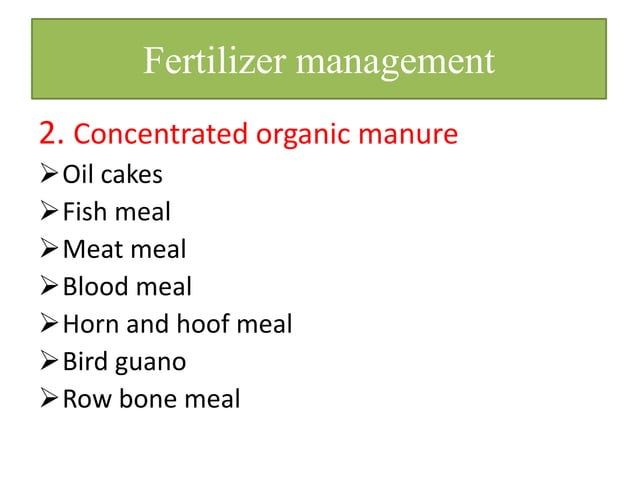 Fertilizer management
2. Concentrated organic manure
➢Oil cakes
➢Fish meal
➢Meat meal
➢Blood meal
➢Horn and hoof meal
➢Bird guano
➢Row bone meal